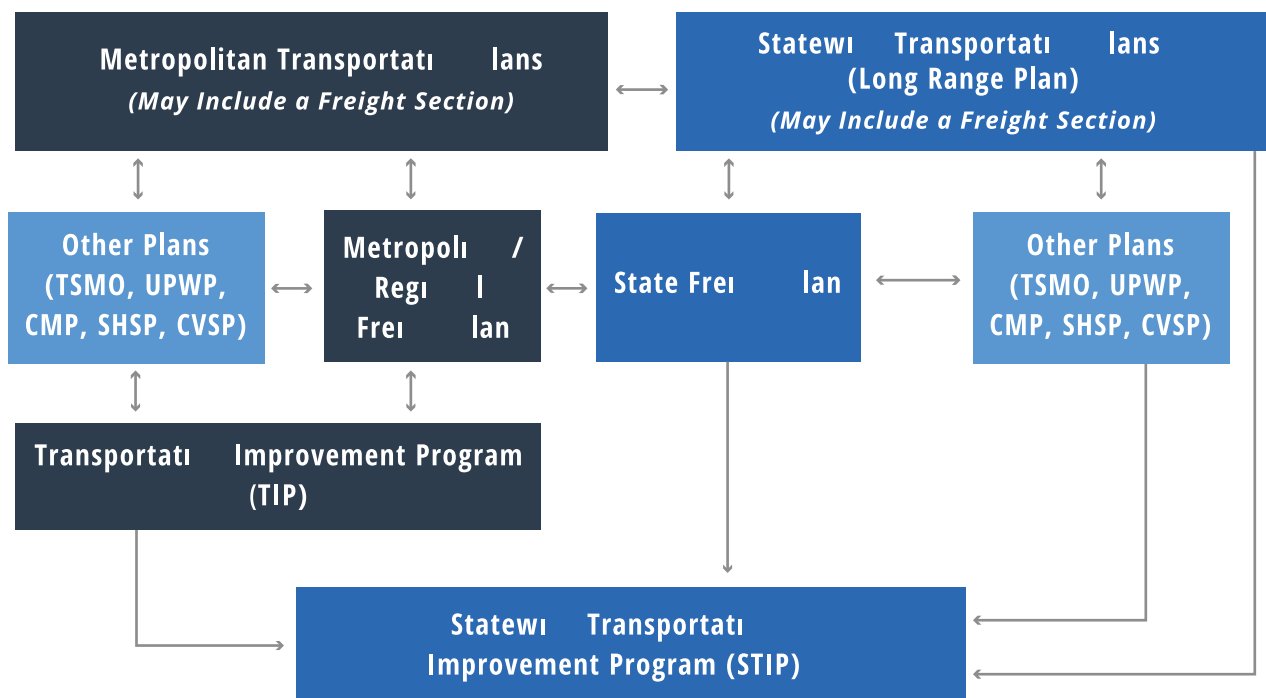 Metropolitan Transportatı lans
(May Include a Freight Section)
Statewı Transportatı lans
(Long Range Plan)
(May Include a Freight Section)
Other Plans
(TSMO, UPWP,
CMP, SHSP, CVSP)
Metropolı /
Regı l
Freı lan
State Freı lan
Other Plans
(TSMO, UPWP,
CMP, SHSP, CVSP)
Transportatı Improvement Program
(TIP)
Statewı Transportatı
Improvement Program (STIP)